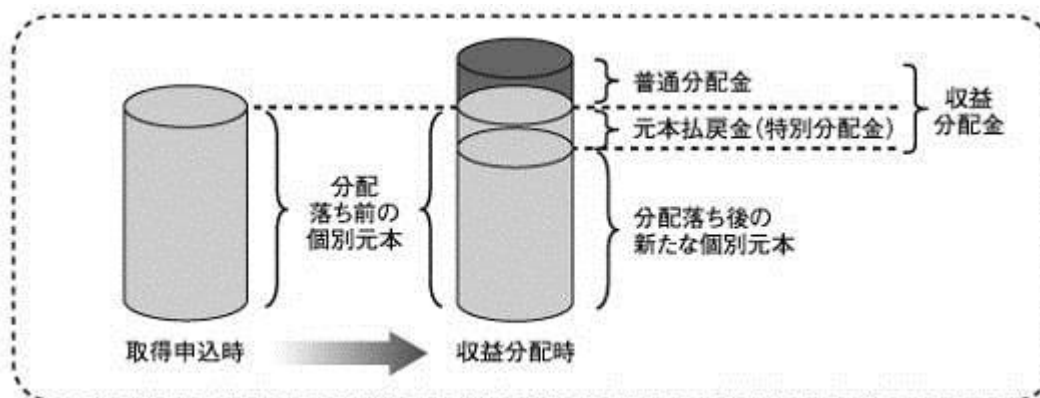 普通分配金
収益
分配金
元本払戻金(特別分配金)
分配
落ち前の
個別元本
分配落ち後の
新たな個別元本
取得申込時
収益分配時